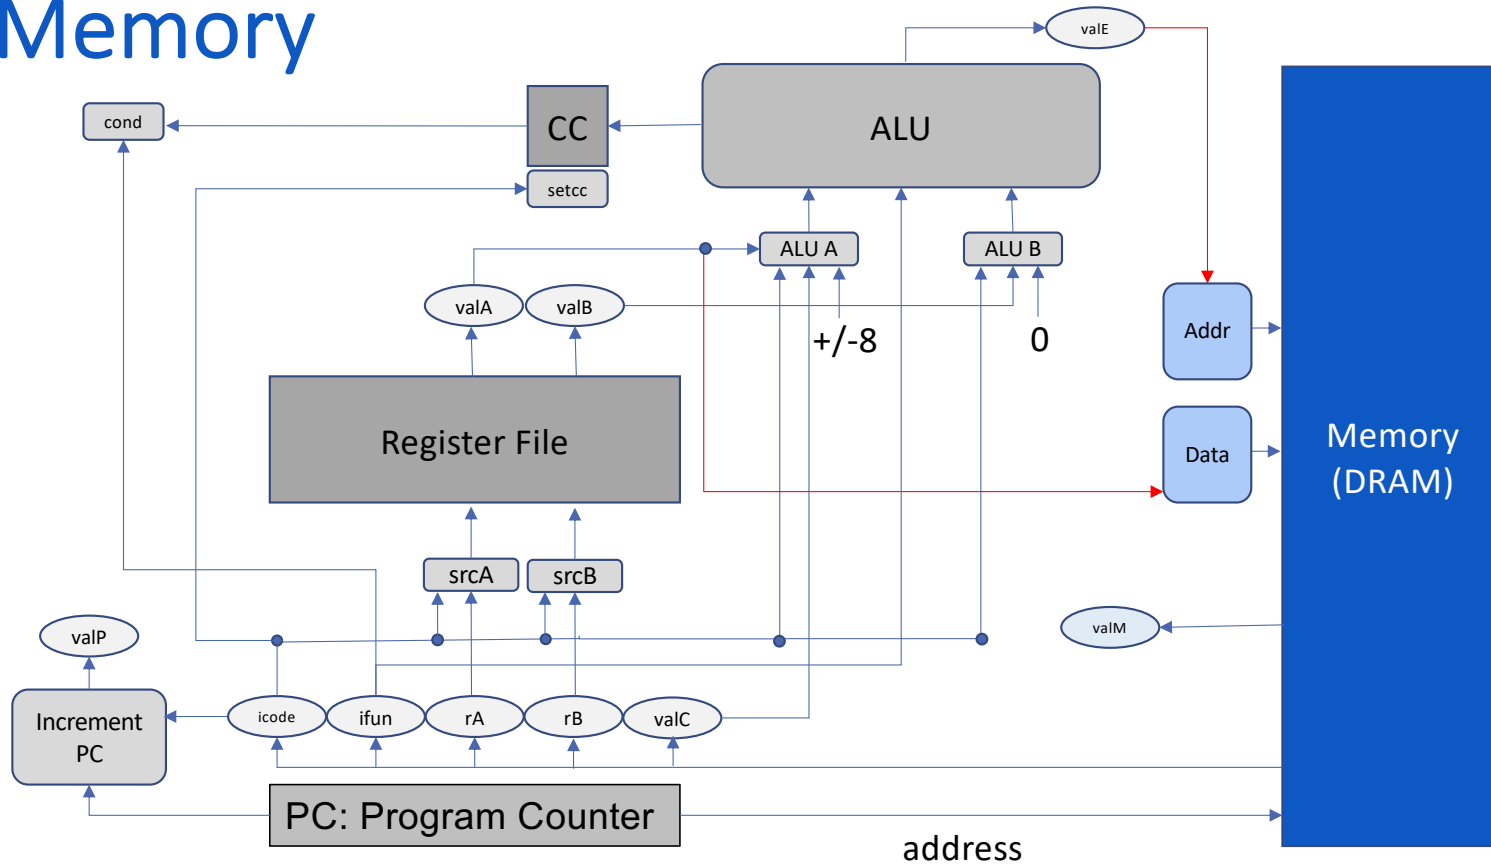 Memory
valE
cond
CC
ALU
setcc
ALU A
ALU B
valA
valB
+/-8
0
Addr
Register File
Data
Memory
(DRAM)
srcA
srcB
valP
valM
Increment
PC
icode
ifun
rA
rB
valC
PC: Program Counter
address